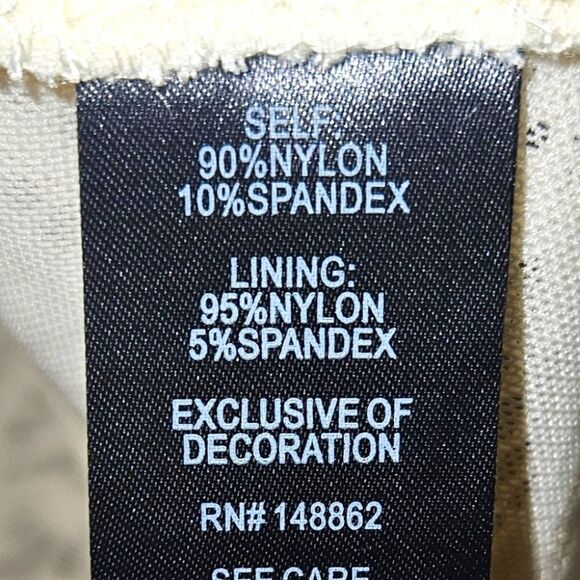 SELF:
90%NYLON
10%SPANDEX
LINING:
95%NYLON
5%SPANDEX
EXCLUSIVE OF
DECORATION
RN# 148862
SEE CARE